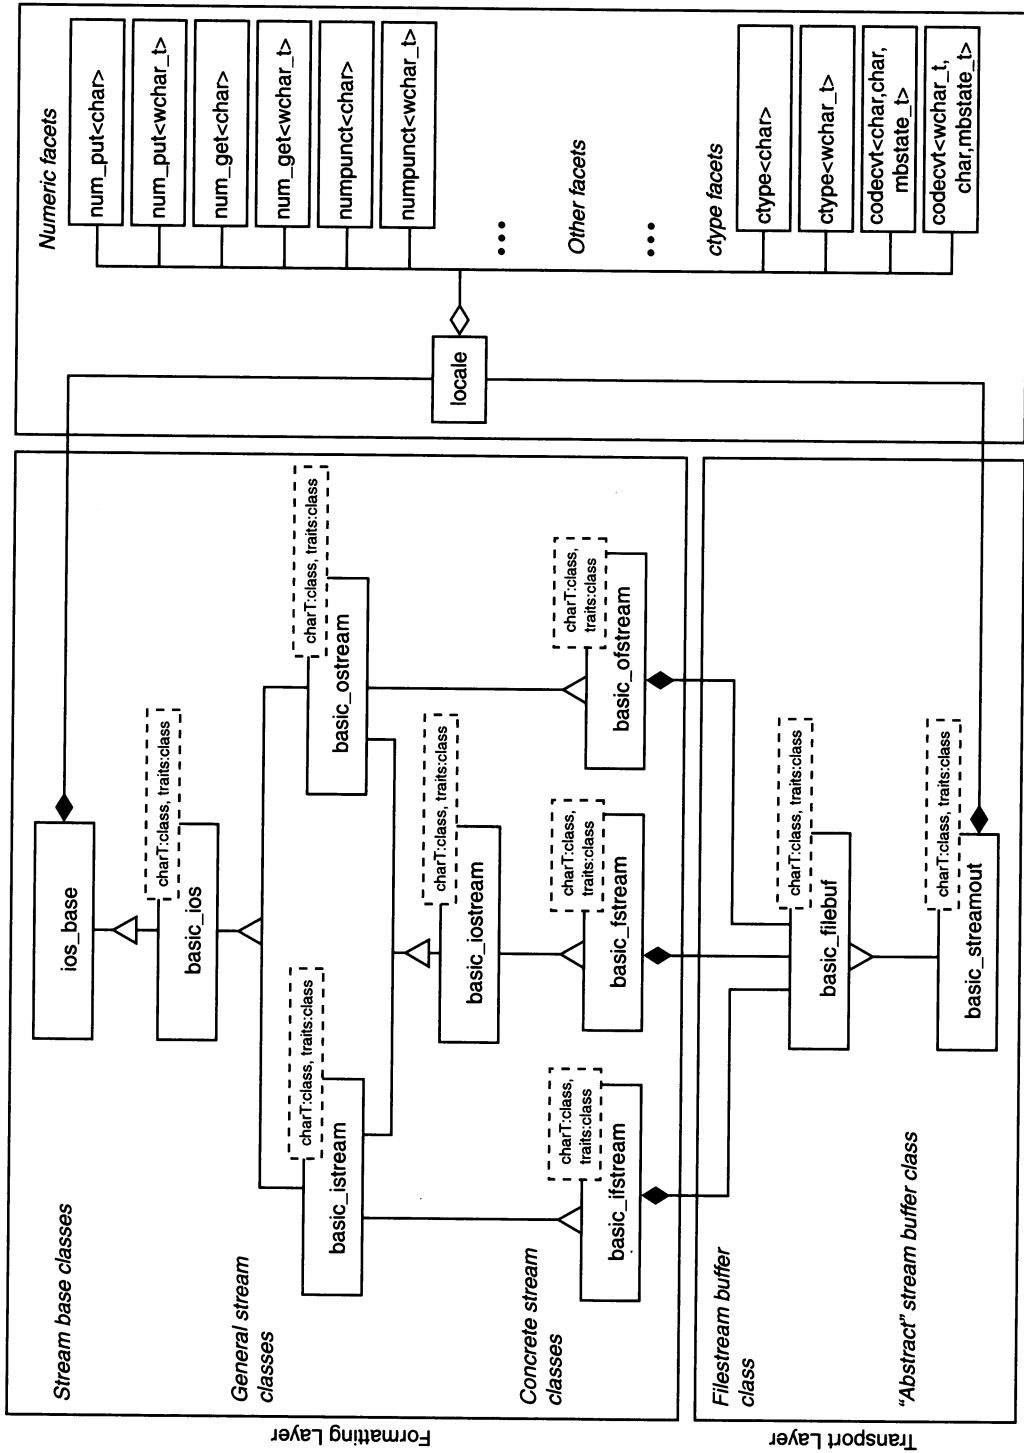 Formatting Layer
Stream base classes
ios_base
charT:class, traits:class
basic_ios
General stream
classes
charT:class, traits:class
basic_istream
charT:class, traits:class
basic_ostream
charT:class, traits:class
basic_iostream
Concrete stream
classes
charT:class,
traits:class
basic_ifstream
charT:class,
traits:class
basic_fstream
charT:class,
traits:class
basic_ofstream
Transport Layer
Filestream buffer
class
charT:class, traits:class
basic_filebuf
"Abstract" stream buffer class
charT:class, traits:class
basic_streamout
locale
Numeric facets
num_put<char>
num_put<wchar_t>
num_get<char>
num_get<wchar_t>
numpunct<char>
numpunct<wchar_t>
•••
Other facets
•••
ctype facets
ctype<char>
ctype<wchar_t>
codecvt<char,char,
mbstate_t>
codecvt<wchar_t,
char,mbstate_t>